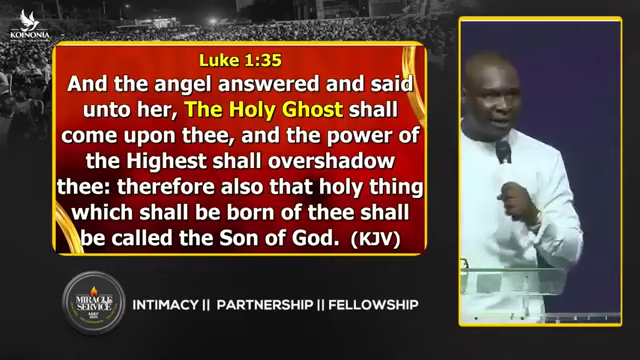 KOINONIA
Luke 1:35
And the angel answered and said
unto her, The Holy Ghost shall
come upon thee, and the power of
the Highest shall overshadow
thee: therefore also that holy thing
which shall be born of thee shall
be called the Son of God. (KJV)
MIRACLE
SERVICE
MAY
INTIMACY || PARTNERSHIP || FELLOWSHIP